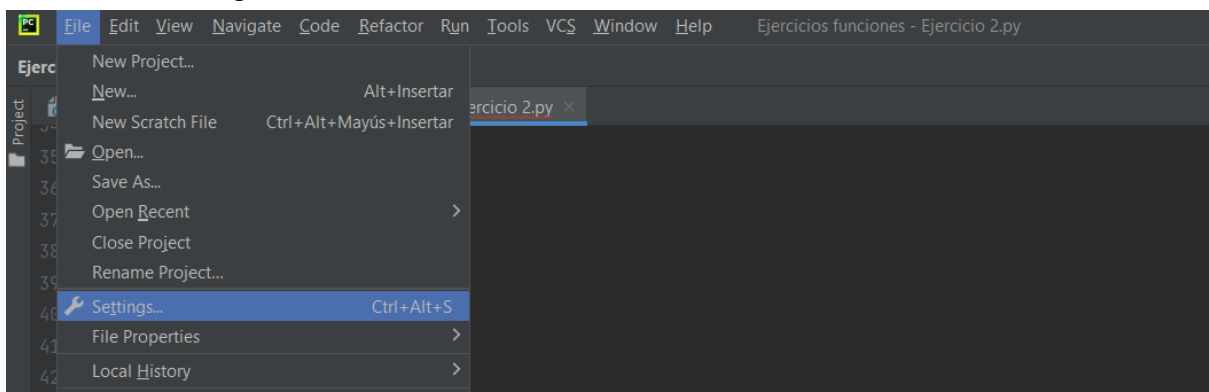 PC File Edit View Navigate Code Refactor Run Tools VCS Window Help Ejercicios funciones - Ejercicio 2.py
Ejerc New Project...
New... Alt+Insertar
ercicio 2.py
New Scratch File Ctrl+Alt+Mayús+Insertar
Project
35 Open...
36 Save As...
37 Open Recent
38 Close Project
39 Rename Project...
40 Settings... Ctrl+Alt+S
41 File Properties
42 Local History